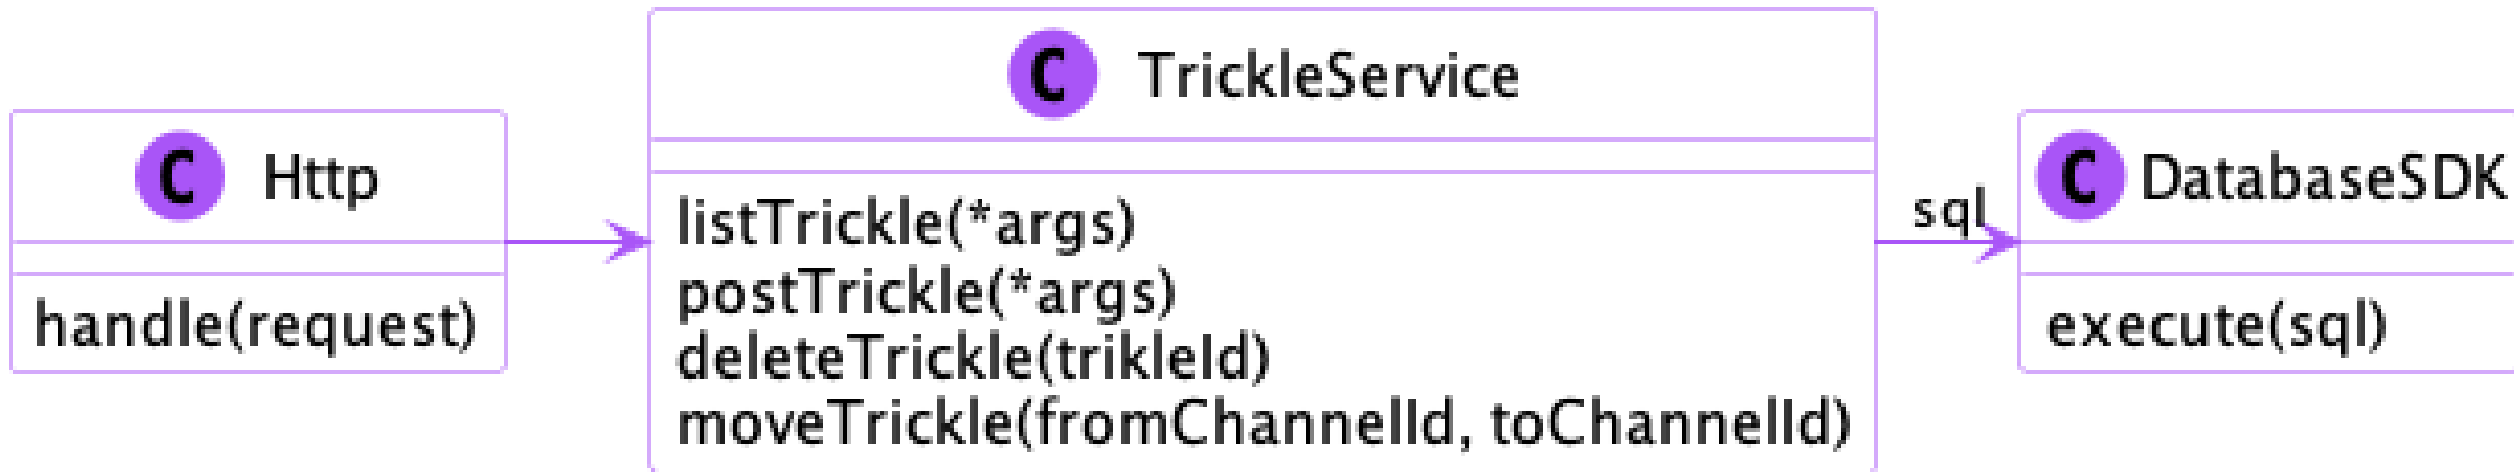 C Http
handle(request)
C TrickleService
listTrickle(*args)
postTrickle(*args)
deleteTrickle(trikleId)
moveTrickle(fromChannelId, toChannelId)
sql
C DatabaseSDK
execute(sql)